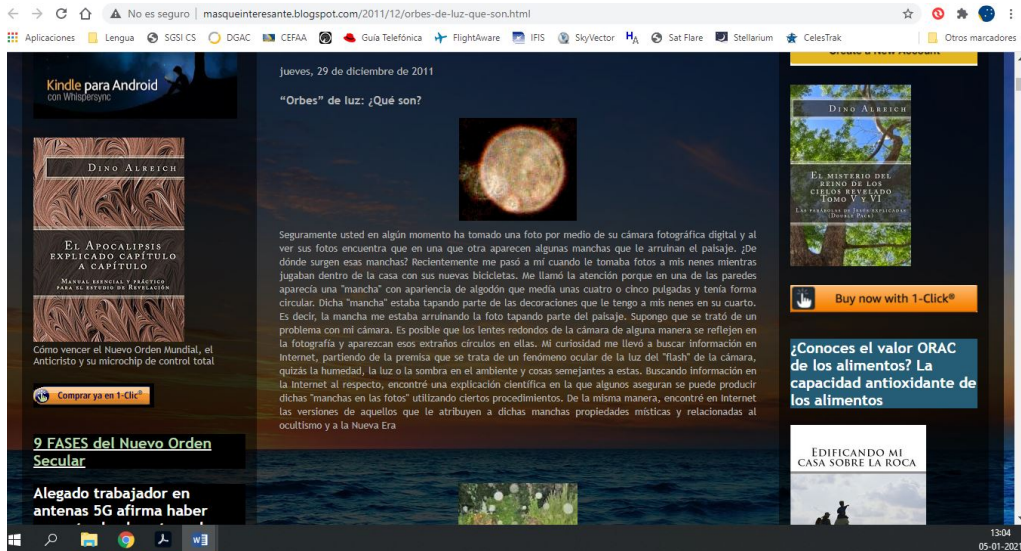 No es seguro | masqueinteresante.blogspot.com/2011/12/orbes-de-luz-que-son.html
Aplicaciones Lengua SGSI CS DGAC CEFAA Guía Telefónica FlightAware IFIS SkyVector HA Sat Flare Stellarium CelesTrak Otros marcadores
Kindle para Android
con Whispersync
DINO ALREICH
EL APOCALIPSIS
EXPLICADO CAPÍTULO
A CAPÍTULO
MANUAL ESENCIAL Y PRÁCTICO
PARA EL ESTUDIO DE REVELACIÓN
Cómo vencer el Nuevo Orden Mundial, el
Anticristo y su microchip de control total
Comprar ya en 1-Clic®
9 FASES del Nuevo Orden
Secular
Alegado trabajador en
antenas 5G afirma haber
jueves, 29 de diciembre de 2011
"Orbes" de luz: ¿Qué son?
Seguramente usted en algún momento ha tomado una foto por medio de su cámara fotográfica digital y al
ver sus fotos encuentra que en una que otra aparecen algunas manchas que le arruinan el paisaje. ¿De
dónde surgen esas manchas? Recientemente me pasó a mí cuando le tomaba fotos a mis nenes mientras
jugaban dentro de la casa con sus nuevas bicicletas. Me llamó la atención porque en una de las paredes
aparecía una "mancha" con apariencia de algodón que medía unas cuatro o cinco pulgadas y tenía forma
circular. Dicha "mancha" estaba tapando parte de las decoraciones que le tengo a mis nenes en su cuarto.
Es decir, la mancha me estaba arruinando la foto tapando parte del paisaje. Supongo que se trató de un
problema con mi cámara. Es posible que los lentes redondos de la cámara de alguna manera se reflejen en
la fotografía y aparezcan esos extraños círculos en ellas. Mi curiosidad me llevó a buscar información en
Internet, partiendo de la premisa que se trata de un fenómeno ocular de la luz del "flash" de la cámara,
quizás la humedad, la luz o la sombra en el ambiente y cosas semejantes a estas. Buscando información en
la Internet al respecto, encontré una explicación científica en la que algunos aseguran se puede producir
dichas "manchas en las fotos" utilizando ciertos procedimientos. De la misma manera, encontré en Internet
las versiones de aquellos que le atribuyen a dichas manchas propiedades místicas y relacionadas al
ocultismo y a la Nueva Era
Create a New Account
DINO ALREICH
EL MISTERIO DEL
REINO DE LOS
CIELOS REVELADO
TOMO V Y VI
LAS PARÁBOLAS DE JESÚS EXPLICADAS
(DOUBLE PACK)
Buy now with 1-Click®
¿Conoces el valor ORAC
de los alimentos? La
capacidad antioxidante de
los alimentos
EDIFICANDO MI
CASA SOBRE LA ROCA
13:04
05-01-2021